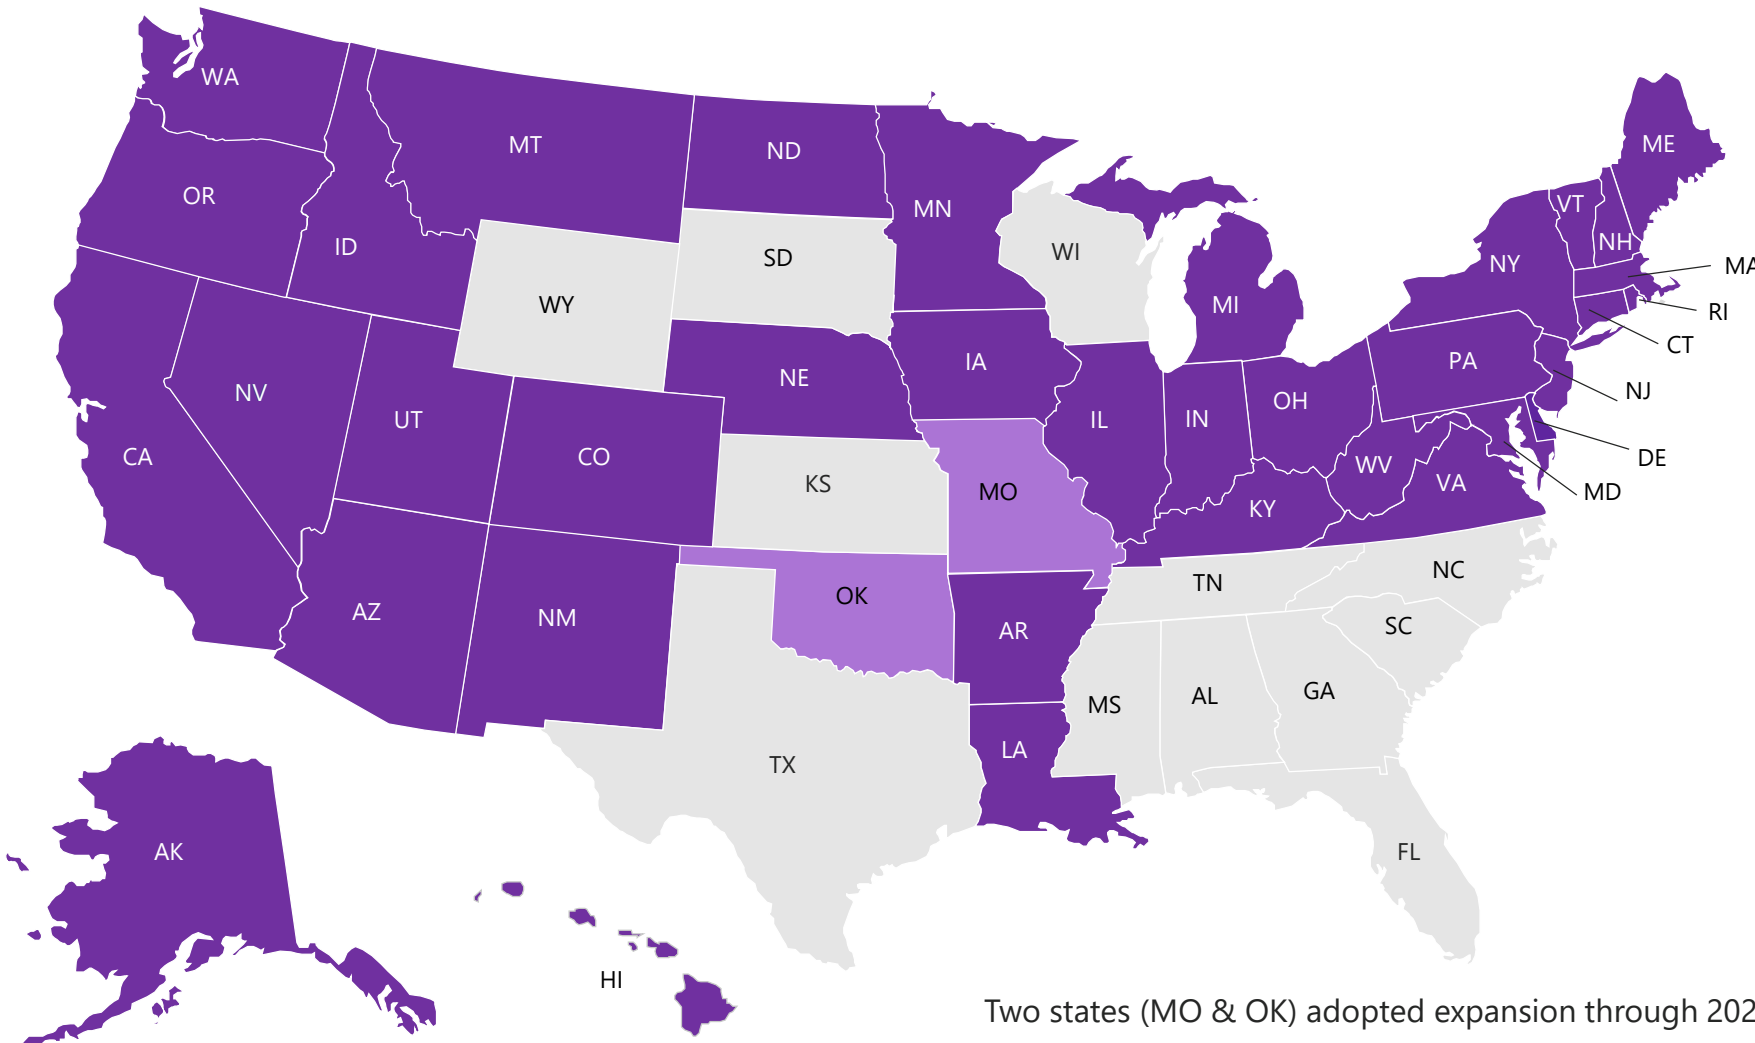 WA
ME
MT
ND
OR
VT
MN
NH
ID
WI
SD
NY
MA
WY
MI
RI
CT
IA
PA
NE
NJ
NV
OH
UT
IL
IN
CA
CO
DE
WV
KS
VA
MO
MD
KY
NC
TN
OK
AZ
NM
SC
AR
GA
AL
MS
LA
TX
AK
FL
HI
Two states (MO & OK) adopted expansion through 202